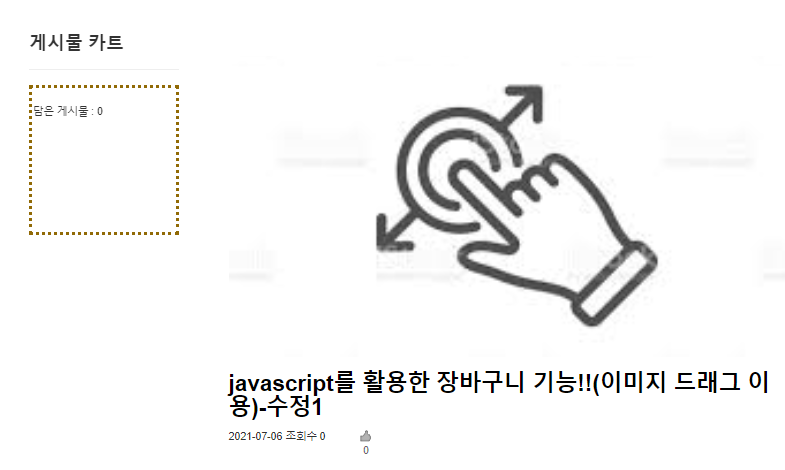 게시물 카트
담은 게시물 : 0
javascript를 활용한 장바구니 기능!!(이미지 드래그 이
용)-수정1
2021-07-06 조회수 0
0